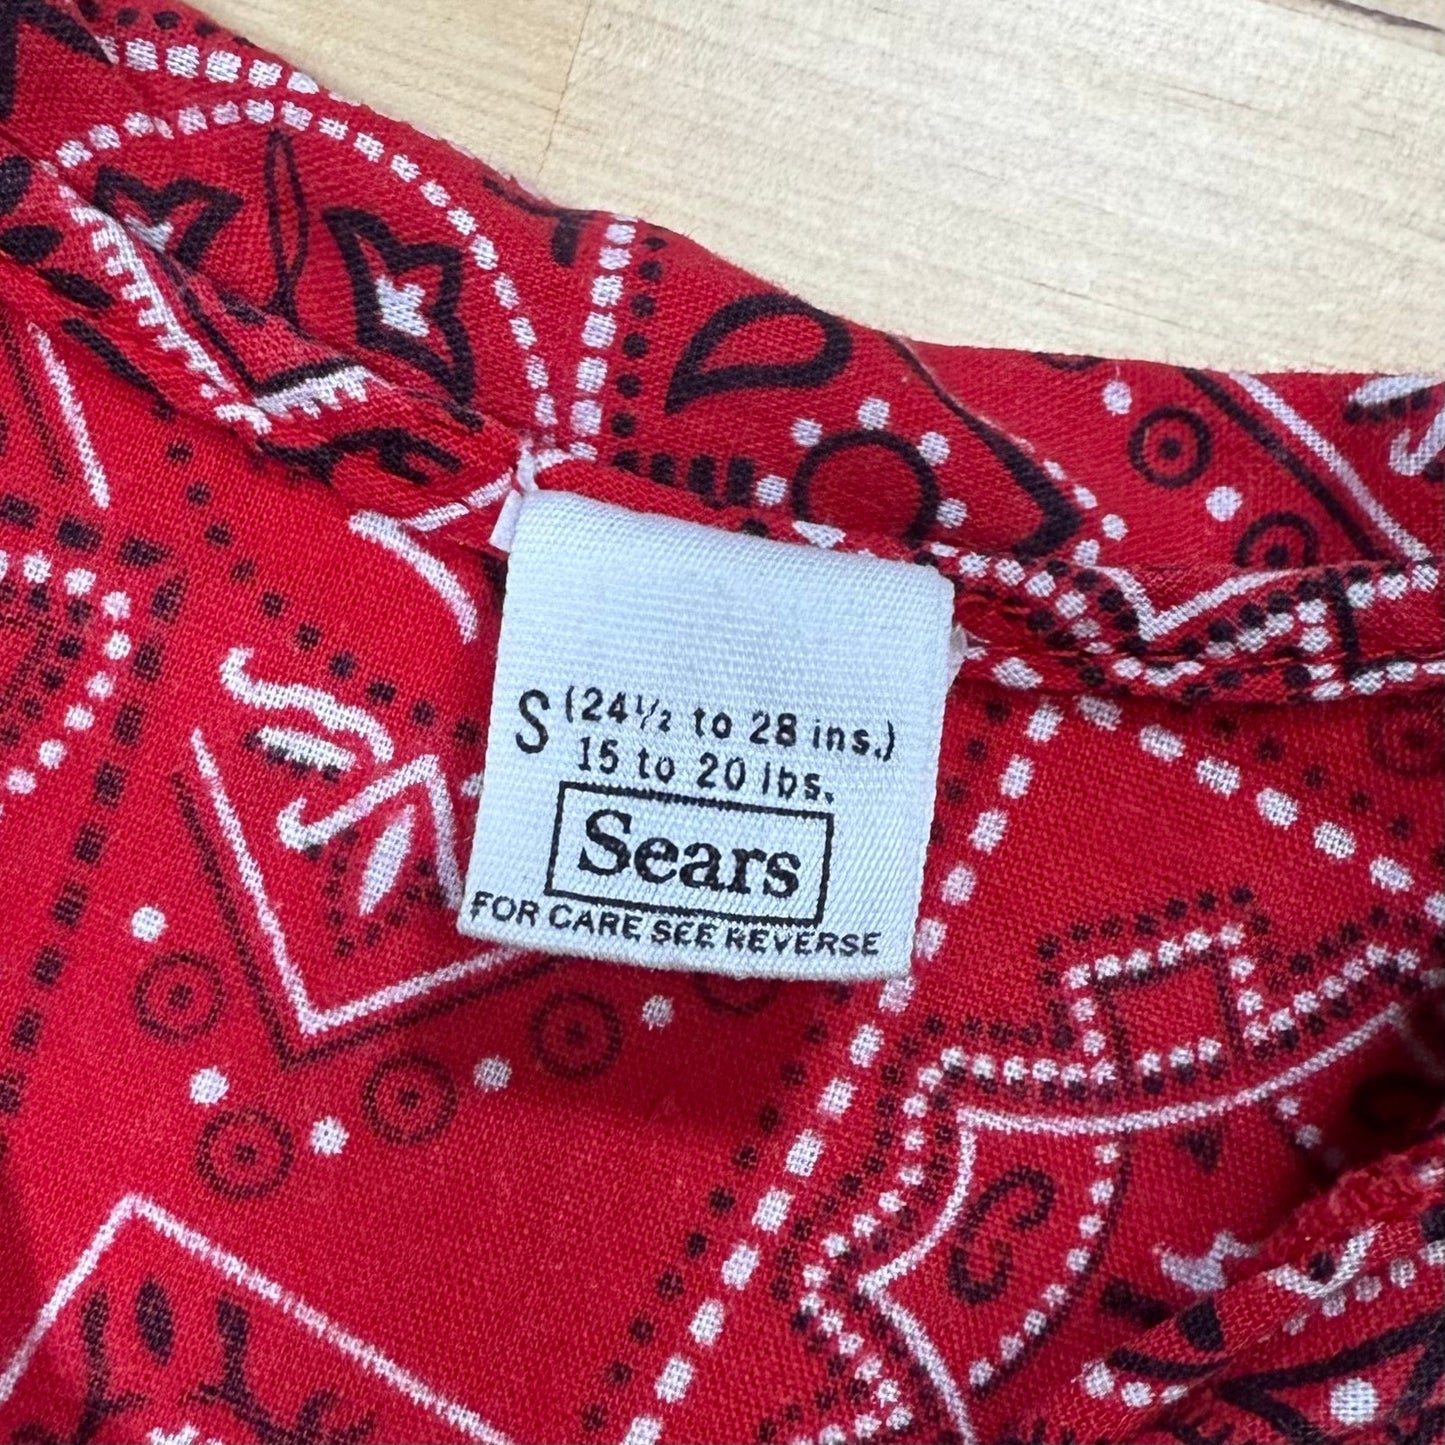 S (24½ to 28 ins.)
15 to 20 lbs.
Sears
FOR CARE SEE REVERSE